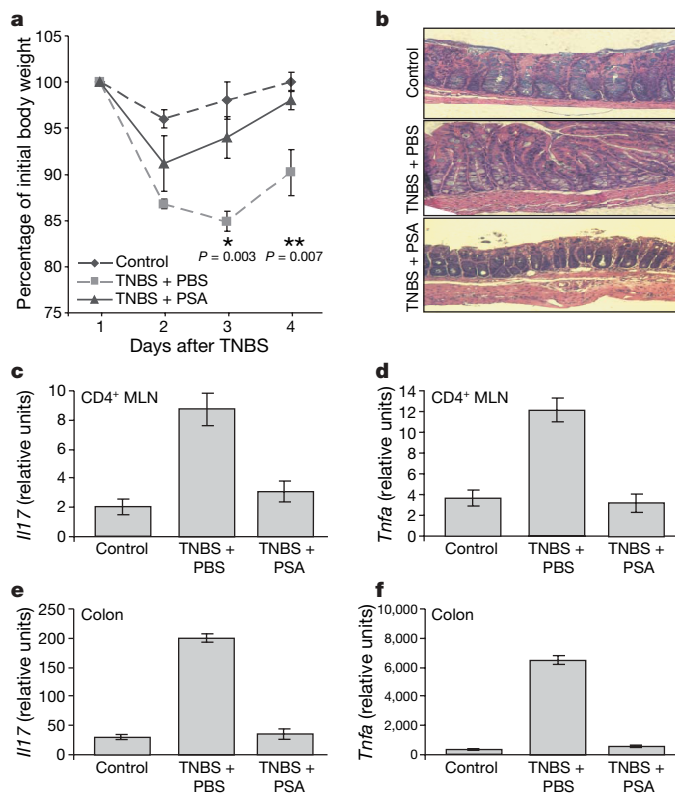 a
Percentage of initial body weight
105
100
95
90
85
80
75
Control
TNBS + PBS
TNBS + PSA
*
P = 0.003
**
P = 0.007
1 2 3 4
Days after TNBS
b
Control
TNBS + PBS
TNBS + PSA
c
CD4⁺ MLN
Il17 (relative units)
10
8
6
4
2
0
Control
TNBS +
PBS
TNBS +
PSA
d
CD4⁺ MLN
Tnfa (relative units)
14
12
10
8
6
4
2
0
Control
TNBS +
PBS
TNBS +
PSA
e
Colon
Il17 (relative units)
250
200
150
100
50
0
Control
TNBS +
PBS
TNBS +
PSA
f
Colon
Tnfa (relative units)
10,000
8,000
6,000
4,000
2,000
0
Control
TNBS +
PBS
TNBS +
PSA